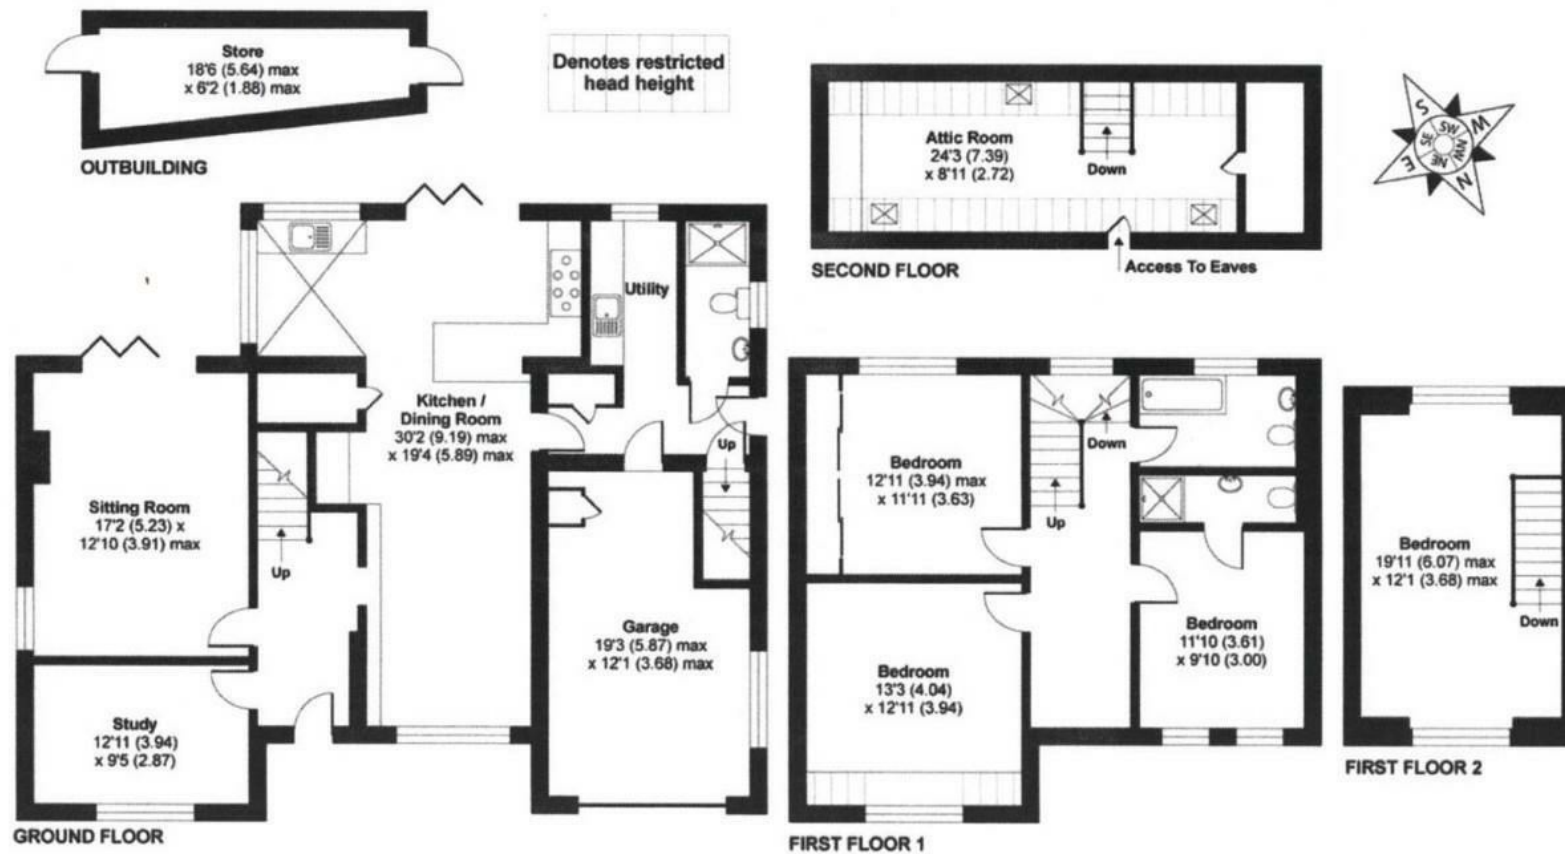 Store
18'6 (5.64) max
x 6'2 (1.88) max
OUTBUILDING
Denotes restricted
head height
Attic Room
24'3 (7.39)
x 8'11 (2.72)
Down
Access To Eaves
SECOND FLOOR
S
SW
W
NW
N
NE
E
SE
Utility
Kitchen /
Dining Room
30'2 (9.19) max
x 19'4 (5.89) max
Up
Sitting Room
17'2 (5.23) x
12'10 (3.91) max
Up
Garage
19'3 (5.87) max
x 12'1 (3.68) max
Study
12'11 (3.94)
x 9'5 (2.87)
GROUND FLOOR
Down
Bedroom
12'11 (3.94) max
x 11'11 (3.63)
Up
Bedroom
11'10 (3.61)
x 9'10 (3.00)
Bedroom
13'3 (4.04)
x 12'11 (3.94)
FIRST FLOOR 1
Bedroom
19'11 (6.07) max
x 12'1 (3.68) max
Down
FIRST FLOOR 2